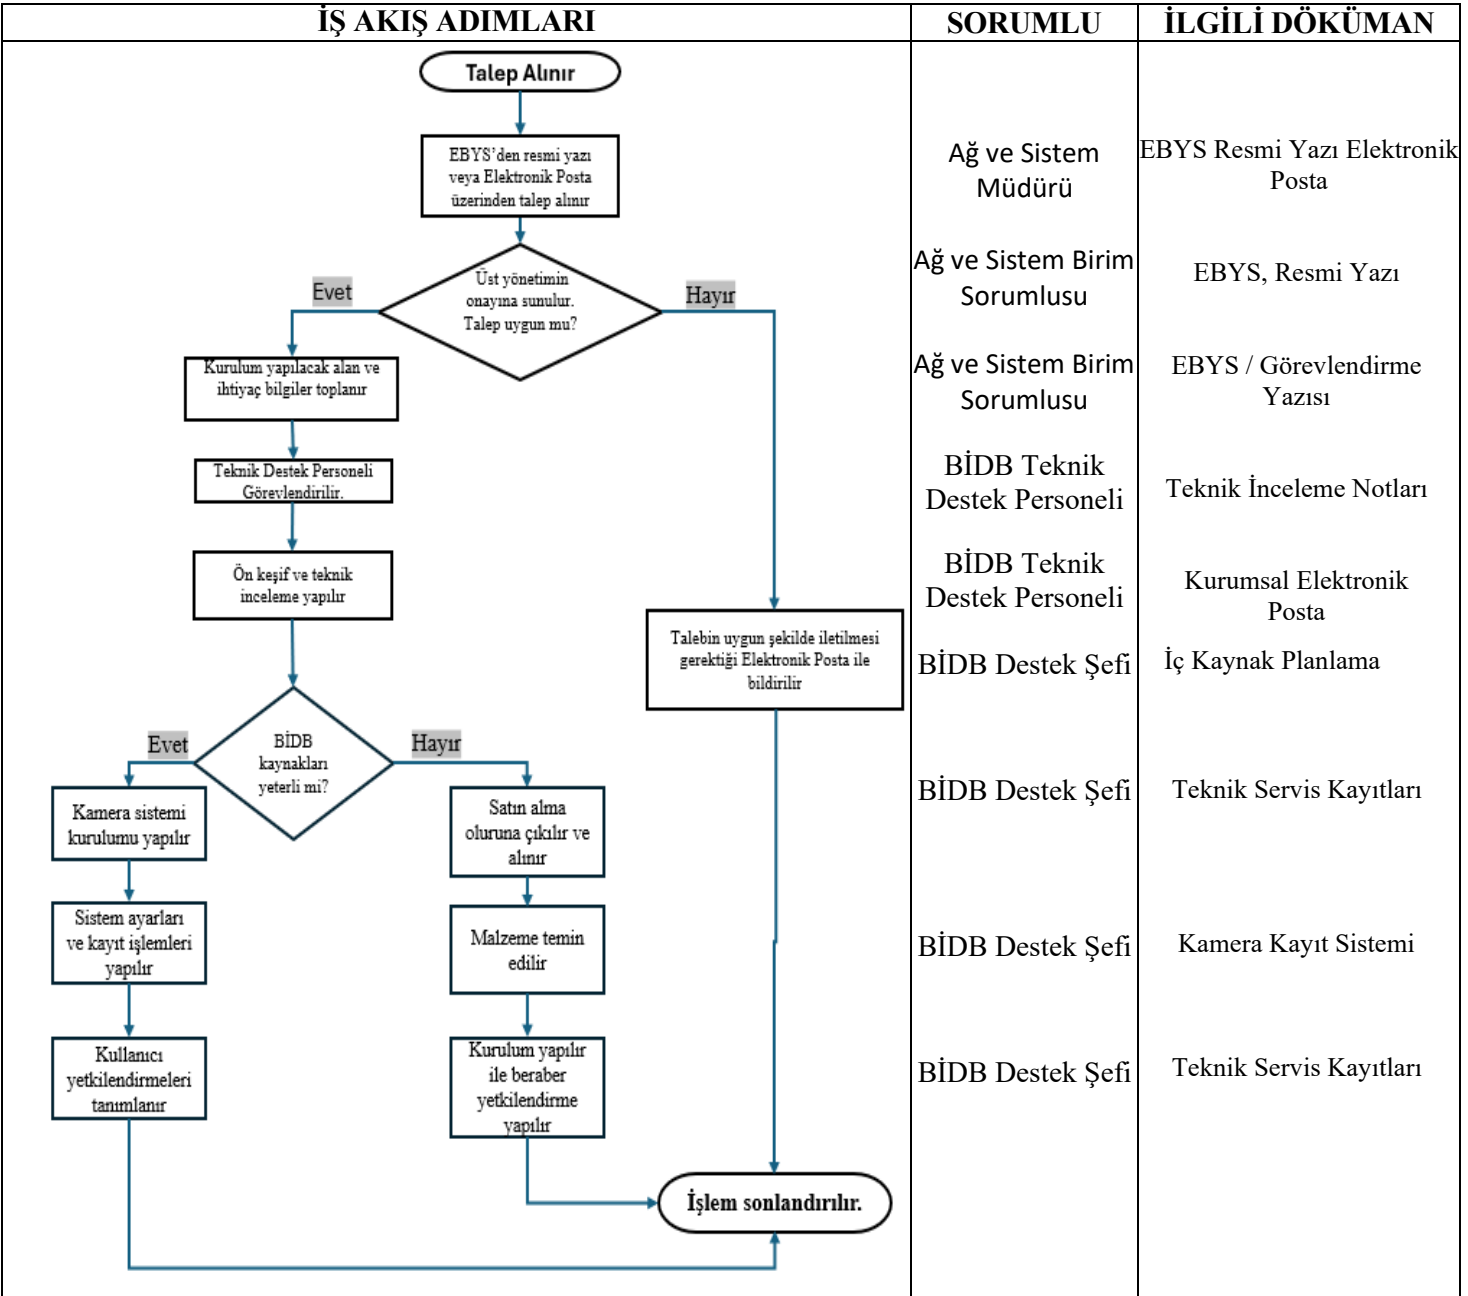 İŞ AKIŞ ADIMLARI
SORUMLU
İLGİLİ DÖKÜMAN
Talep Alınır
EBYS'den resmi yazı
veya Elektronik Posta
üzerinden talep alınır
Üst yönetimin
onayına sunulur.
Talep uygun mu?
Evet
Hayır
Kurulum yapılacak alan ve
ihtiyaç bilgiler toplanır
Teknik Destek Personeli
Görevlendirilir.
Ön keşif ve teknik
inceleme yapılır
Talebin uygun şekilde iletilmesi
gerektiği Elektronik Posta ile
bildirilir
BİDB
kaynakları
yeterli mi?
Evet
Hayır
Kamera sistemi
kurulumu yapılır
Sistem ayarları
ve kayıt işlemleri
yapılır
Kullanıcı
yetkilendirmeleri
tanımlanır
Satın alma
oluruna çıkılır ve
alınır
Malzeme temin
edilir
Kurulum yapılır
ile beraber
yetkilendirme
yapılır
İşlem sonlandırılır.
Ağ ve Sistem
Müdürü
Ağ ve Sistem Birim
Sorumlusu
Ağ ve Sistem Birim
Sorumlusu
BİDB Teknik
Destek Personeli
BİDB Teknik
Destek Personeli
BİDB Destek Şefi
BİDB Destek Şefi
BİDB Destek Şefi
BİDB Destek Şefi
EBYS Resmi Yazı Elektronik
Posta
EBYS, Resmi Yazı
EBYS / Görevlendirme
Yazısı
Teknik İnceleme Notları
Kurumsal Elektronik
Posta
İç Kaynak Planlama
Teknik Servis Kayıtları
Kamera Kayıt Sistemi
Teknik Servis Kayıtları